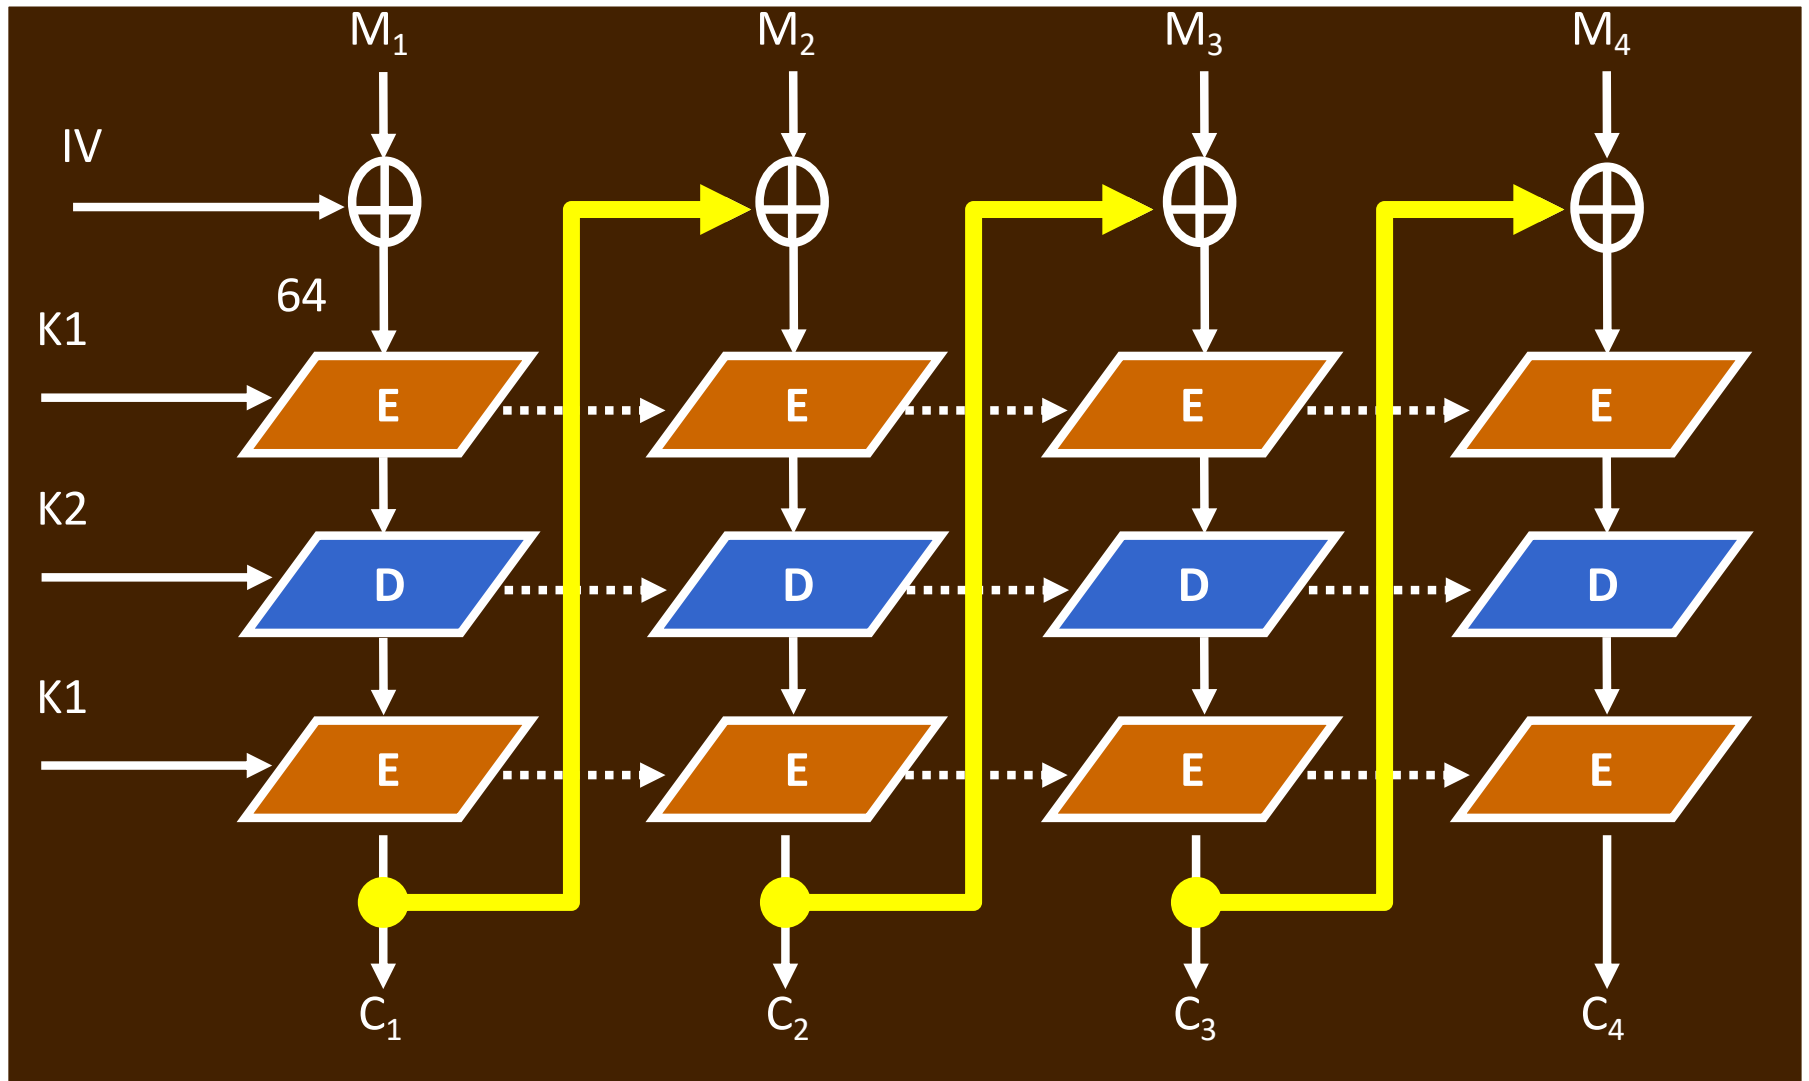 M₁ M₂ M₃ M₄
IV
64
K1
E E E E
K2
D D D D
K1
E E E E
C₁ C₂ C₃ C₄